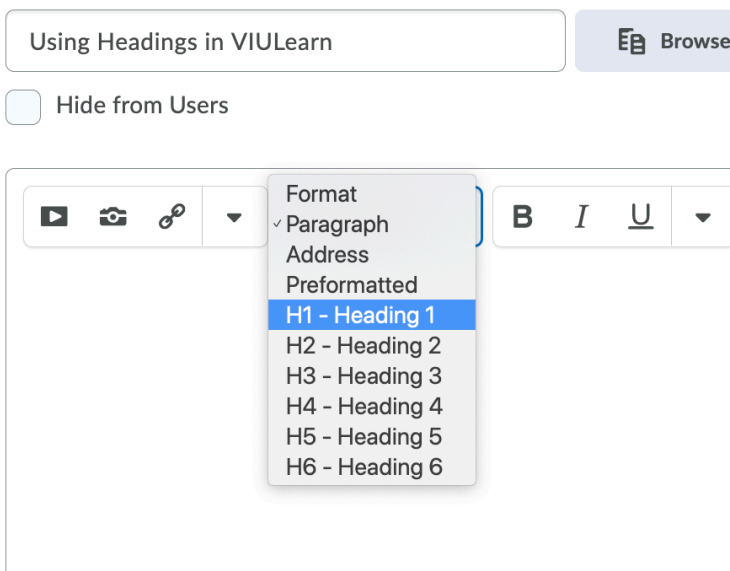 Using Headings in VIULearn
Browse
Hide from Users
Format
✓ Paragraph
Address
Preformatted
H1 - Heading 1
H2 - Heading 2
H3 - Heading 3
H4 - Heading 4
H5 - Heading 5
H6 - Heading 6
B I U